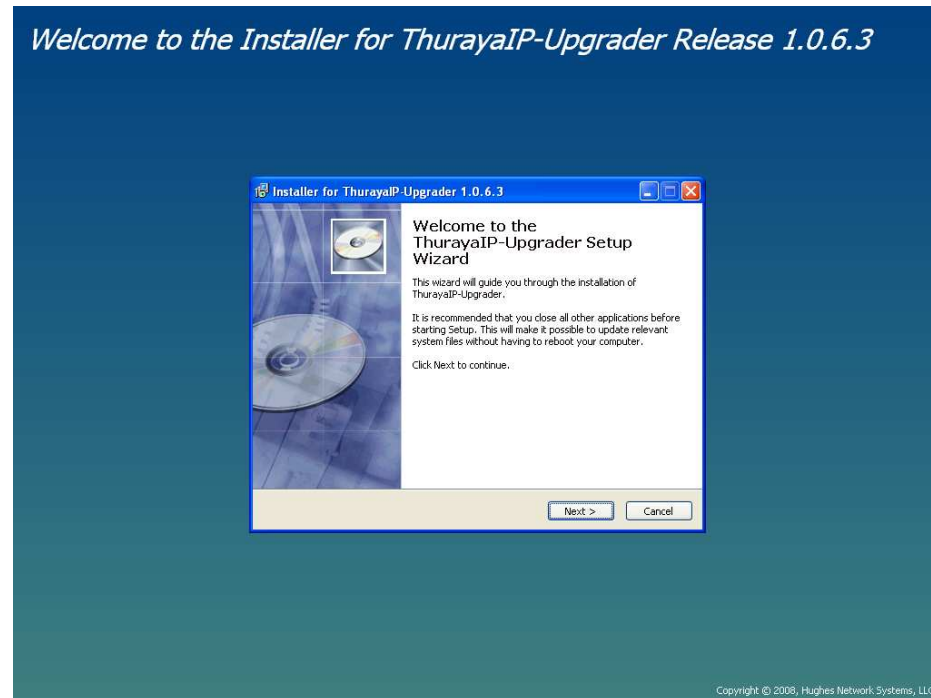 Welcome to the Installer for ThurayaIP-Upgrader Release 1.0.6.3
Installer for ThurayaIP-Upgrader 1.0.6.3
Welcome to the
ThurayaIP-Upgrader Setup
Wizard
This wizard will guide you through the installation of
ThurayaIP-Upgrader.
It is recommended that you close all other applications before
starting Setup. This will make it possible to update relevant
system files without having to reboot your computer.
Click Next to continue.
Next >
Cancel
Copyright © 2008, Hughes Network Systems,